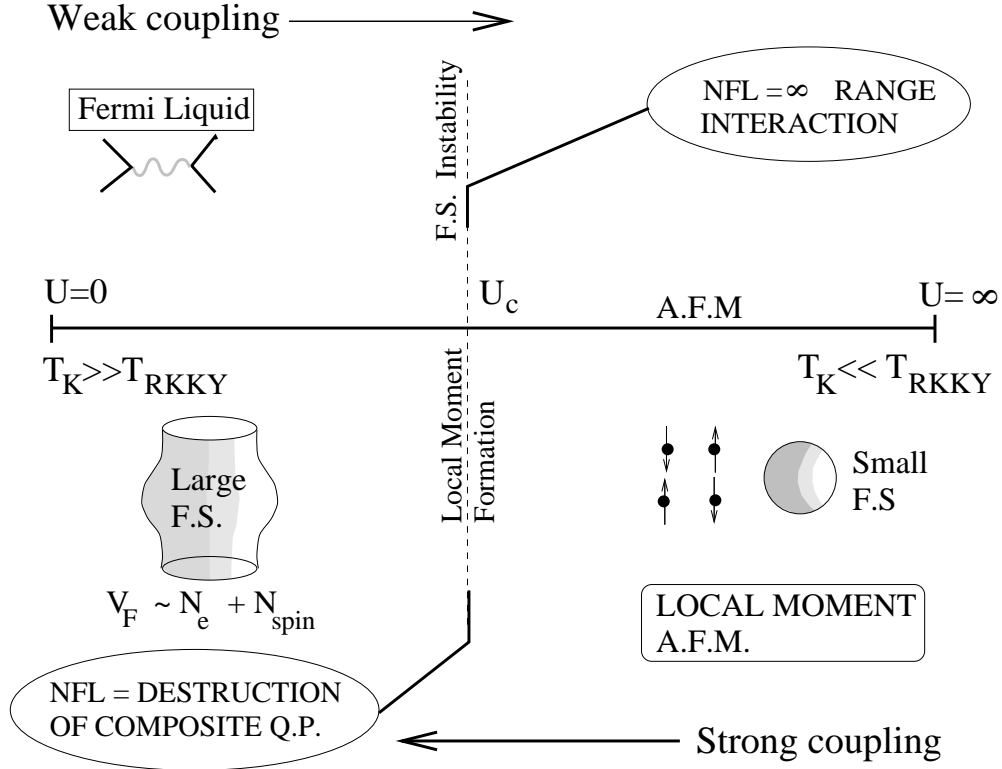 Weak coupling
Fermi Liquid
F.S. Instability
NFL = ∞ RANGE
INTERACTION
U=0
U_c
A.F.M
U= ∞
T_K>>T_RKKY
T_K<< T_RKKY
Local Moment
Formation
Large
F.S.
Small
F.S
V_F ~ N_e + N_spin
LOCAL MOMENT
A.F.M.
NFL = DESTRUCTION
OF COMPOSITE Q.P.
Strong coupling